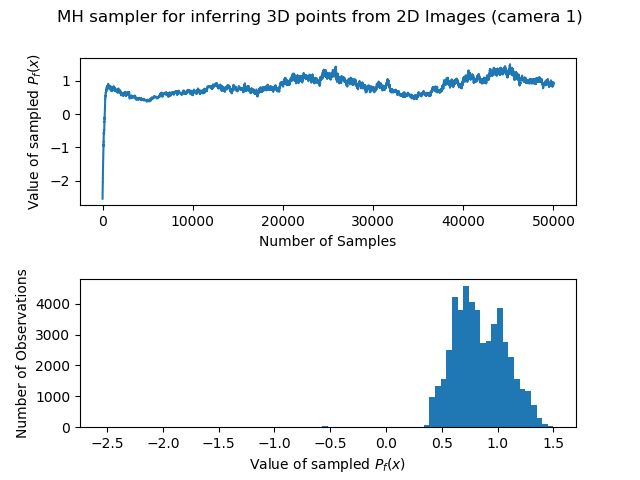 MH sampler for inferring 3D points from 2D Images (camera 1)
Value of sampled P_f(x)
1
0
−1
−2
0 10000 20000 30000 40000 50000
Number of Samples
Number of Observations
4000
3000
2000
1000
0
−2.5 −2.0 −1.5 −1.0 −0.5 0.0 0.5 1.0 1.5
Value of sampled P_f(x)